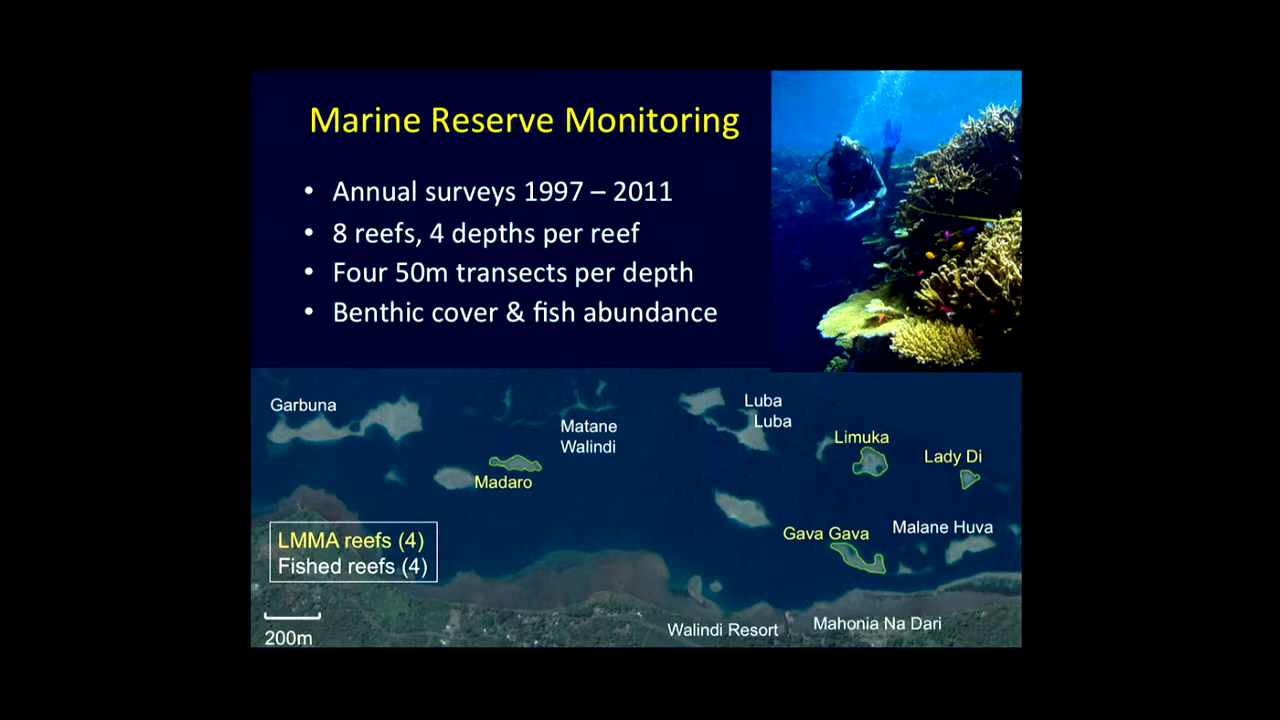 Marine Reserve Monitoring
• Annual surveys 1997 – 2011
• 8 reefs, 4 depths per reef
• Four 50m transects per depth
• Benthic cover & fish abundance
Garbuna
Matane
Walindi
Madaro
Luba
Luba
Limuka
Lady Di
Gava Gava
Malane Huva
LMMA reefs (4)
Fished reefs (4)
200m
Walindi Resort
Mahonia Na Dari